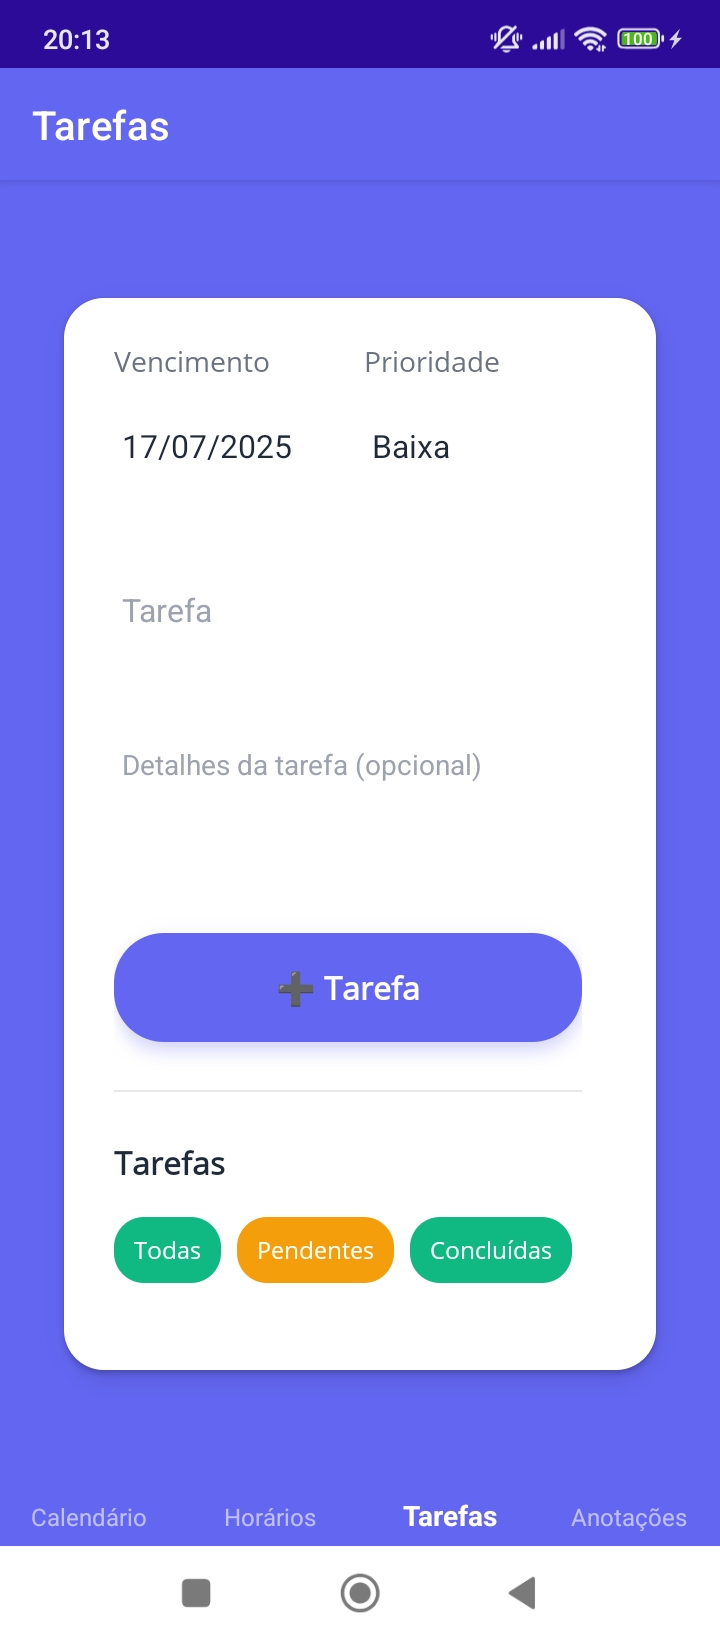 20:13
100
Tarefas
Vencimento Prioridade
17/07/2025 Baixa
Tarefa
Detalhes da tarefa (opcional)
➕ Tarefa
Tarefas
Todas Pendentes Concluídas
Calendário Horários Tarefas Anotações